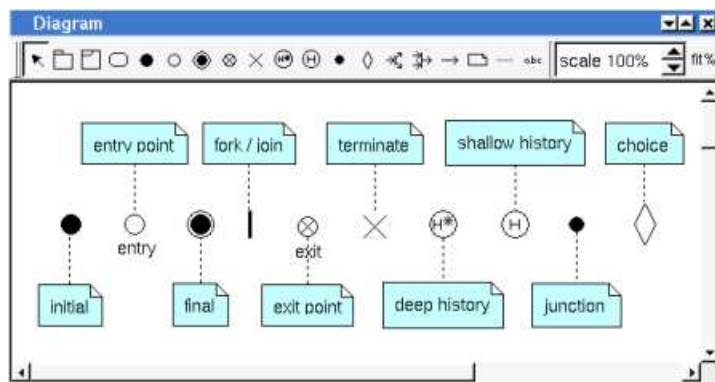 Diagram
H* H abc scale 100% fit%
entry point fork / join terminate shallow history choice
H* H
entry exit
initial final exit point deep history junction